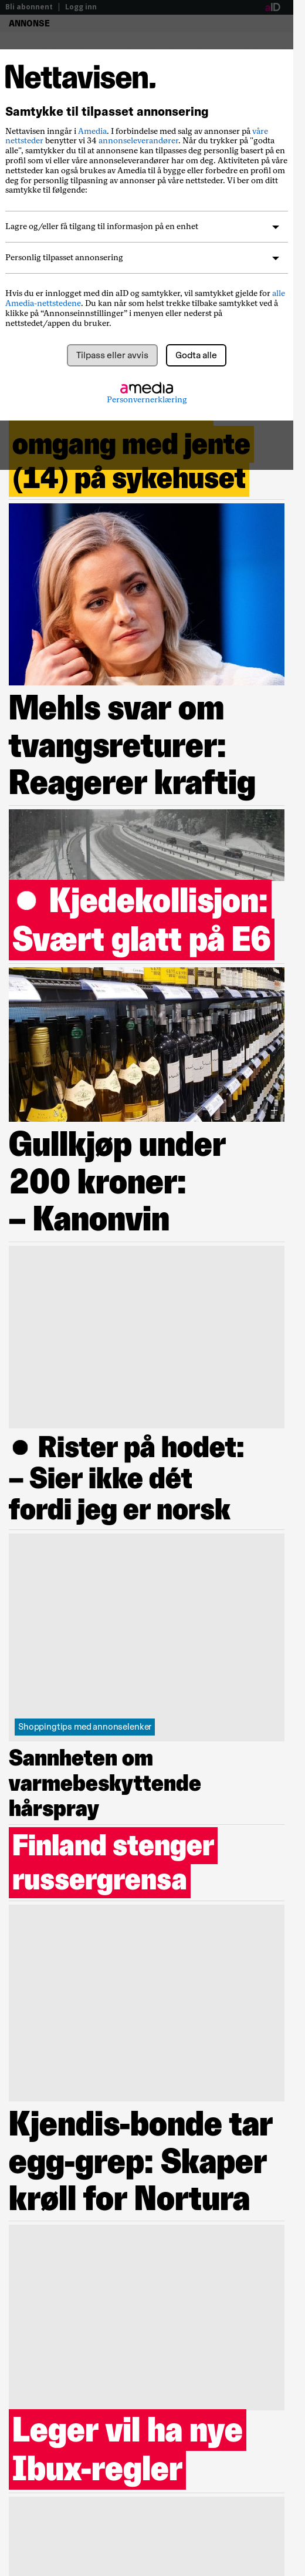 Bli abonnent | Logg inn
aID
ANNONSE
Nettavisen.
Samtykke til tilpasset annonsering
Nettavisen inngår i Amedia. I forbindelse med salg av annonser på våre
nettsteder benytter vi 34 annonseleverandører. Når du trykker på "godta
alle", samtykker du til at annonsene kan tilpasses deg personlig basert på en
profil som vi eller våre annonseleverandører har om deg. Aktiviteten på våre
nettsteder kan også brukes av Amedia til å bygge eller forbedre en profil om
deg for personlig tilpasning av annonser på våre nettsteder. Vi ber om ditt
samtykke til følgende:
Lagre og/eller få tilgang til informasjon på en enhet
Personlig tilpasset annonsering
Hvis du er innlogget med din aID og samtykker, vil samtykket gjelde for alle
Amedia-nettstedene. Du kan når som helst trekke tilbake samtykket ved å
klikke på “Annonseinnstillinger” i menyen eller nederst på
nettstedet/appen du bruker.
Tilpass eller avvis
Godta alle
amedia
Personvernerklæring
omgang med jente
(14) på sykehuset
Mehls svar om
tvangsreturer:
Reagerer kraftig
● Kjedekollisjon:
Svært glatt på E6
Gullkjøp under
200 kroner:
– Kanonvin
● Rister på hodet:
– Sier ikke dét
fordi jeg er norsk
Shoppingtips med annonselenker
Sannheten om
varmebeskyttende
hårspray
Finland stenger
russergrensa
Kjendis-bonde tar
egg-grep: Skaper
krøll for Nortura
Leger vil ha nye
Ibux-regler